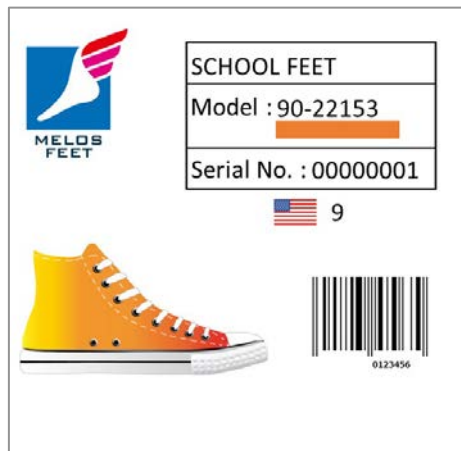 MELOS
FEET
SCHOOL FEET
Model : 90-22153
Serial No. : 00000001
9
0123456